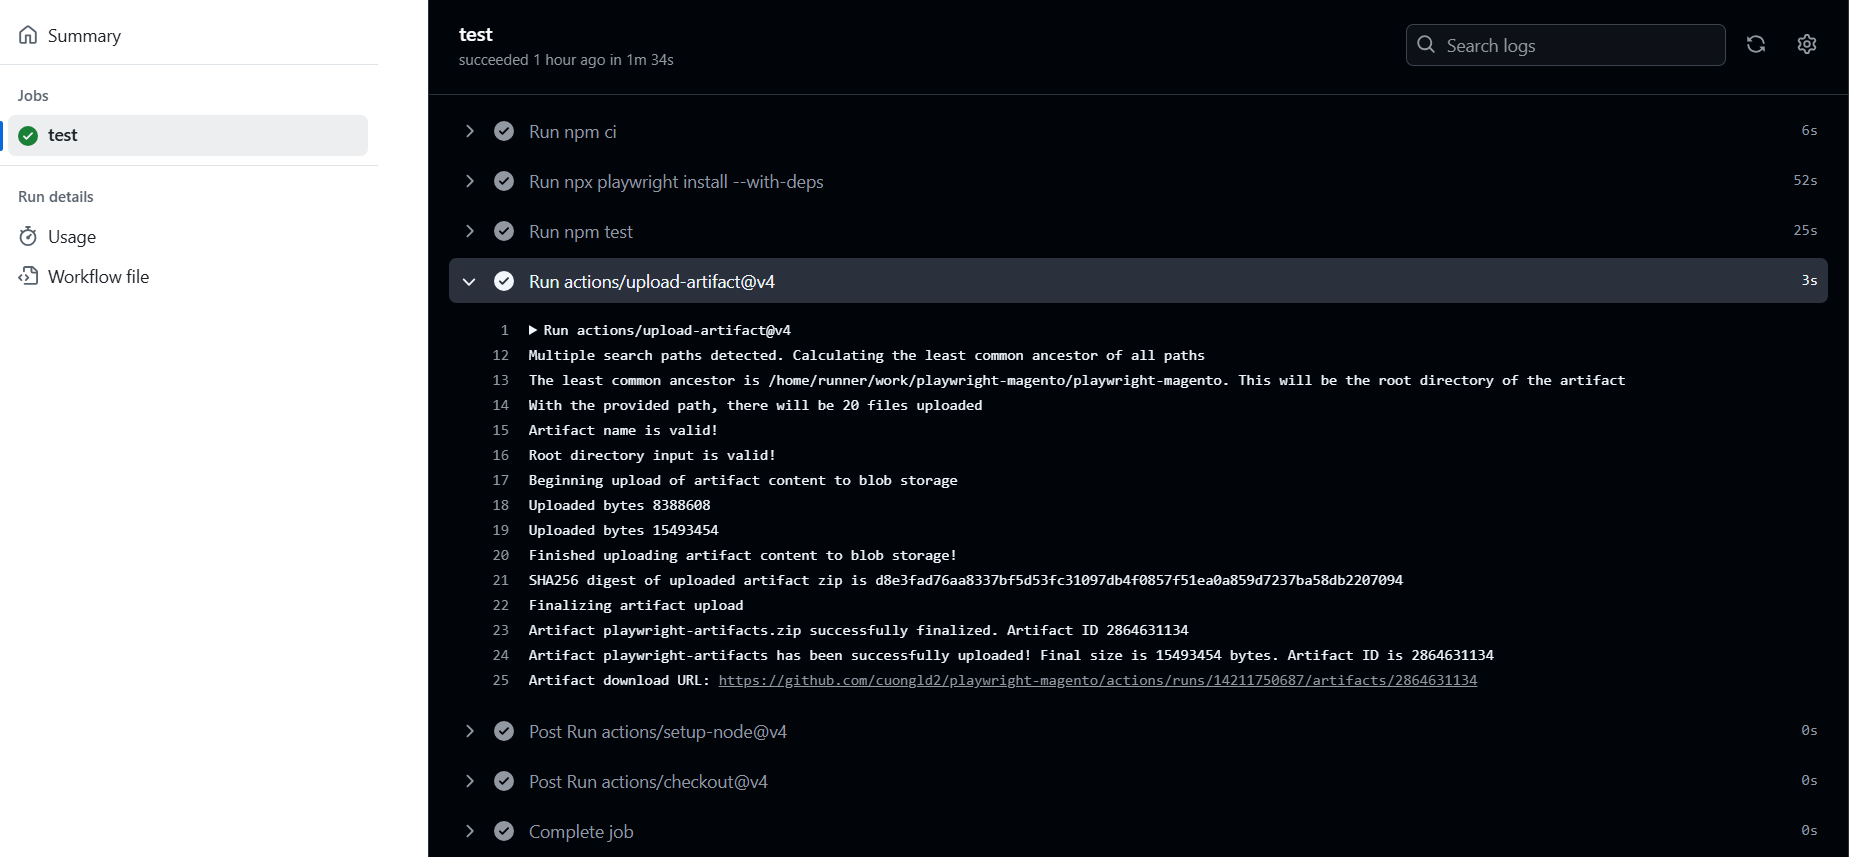 Summary
Jobs
test
Run details
Usage
Workflow file
test
succeeded 1 hour ago in 1m 34s
Search logs
Run npm ci 6s
Run npx playwright install --with-deps 52s
Run npm test 25s
Run actions/upload-artifact@v4 3s
1 Run actions/upload-artifact@v4
12 Multiple search paths detected. Calculating the least common ancestor of all paths
13 The least common ancestor is /home/runner/work/playwright-magento/playwright-magento. This will be the root directory of the artifact
14 With the provided path, there will be 20 files uploaded
15 Artifact name is valid!
16 Root directory input is valid!
17 Beginning upload of artifact content to blob storage
18 Uploaded bytes 8388608
19 Uploaded bytes 15493454
20 Finished uploading artifact content to blob storage!
21 SHA256 digest of uploaded artifact zip is d8e3fad76aa8337bf5d53fc31097db4f0857f51ea0a859d7237ba58db2207094
22 Finalizing artifact upload
23 Artifact playwright-artifacts.zip successfully finalized. Artifact ID 2864631134
24 Artifact playwright-artifacts has been successfully uploaded! Final size is 15493454 bytes. Artifact ID is 2864631134
25 Artifact download URL: https://github.com/cuongld2/playwright-magento/actions/runs/14211750687/artifacts/2864631134
Post Run actions/setup-node@v4 0s
Post Run actions/checkout@v4 0s
Complete job 0s